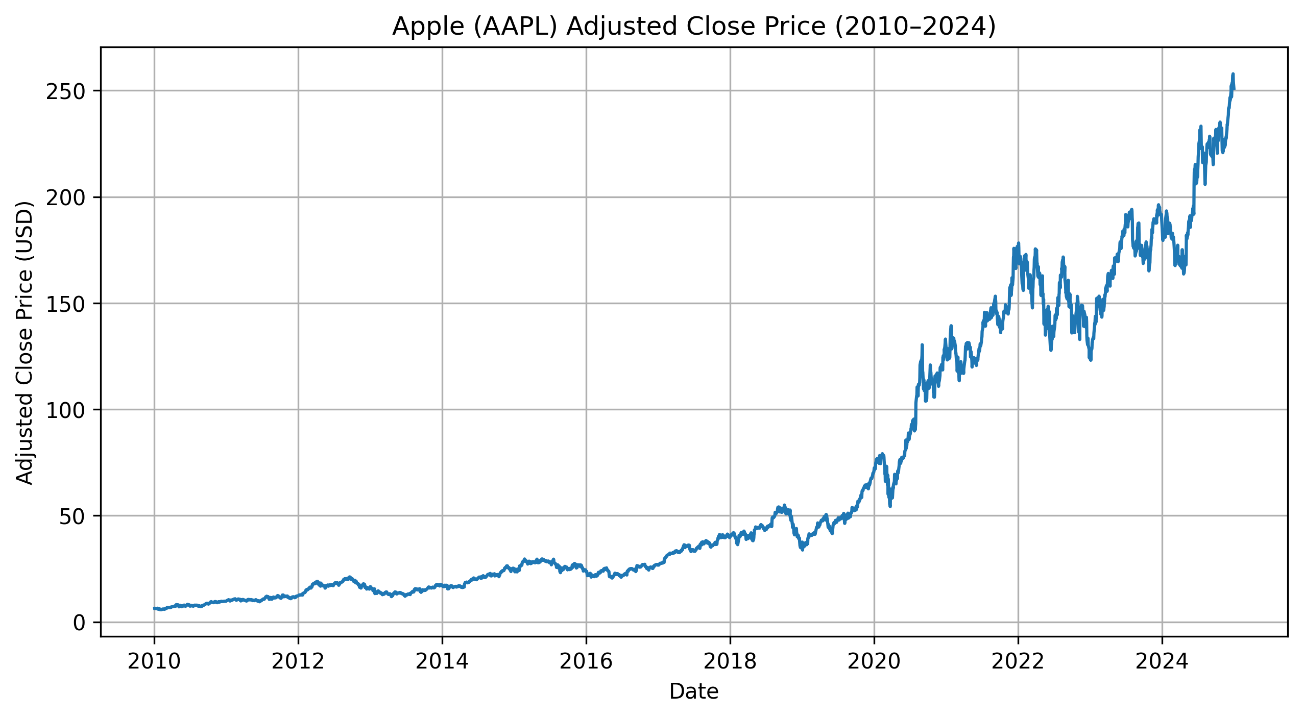 Apple (AAPL) Adjusted Close Price (2010–2024)
Adjusted Close Price (USD)
250
200
150
100
50
0
2010 2012 2014 2016 2018 2020 2022 2024
Date